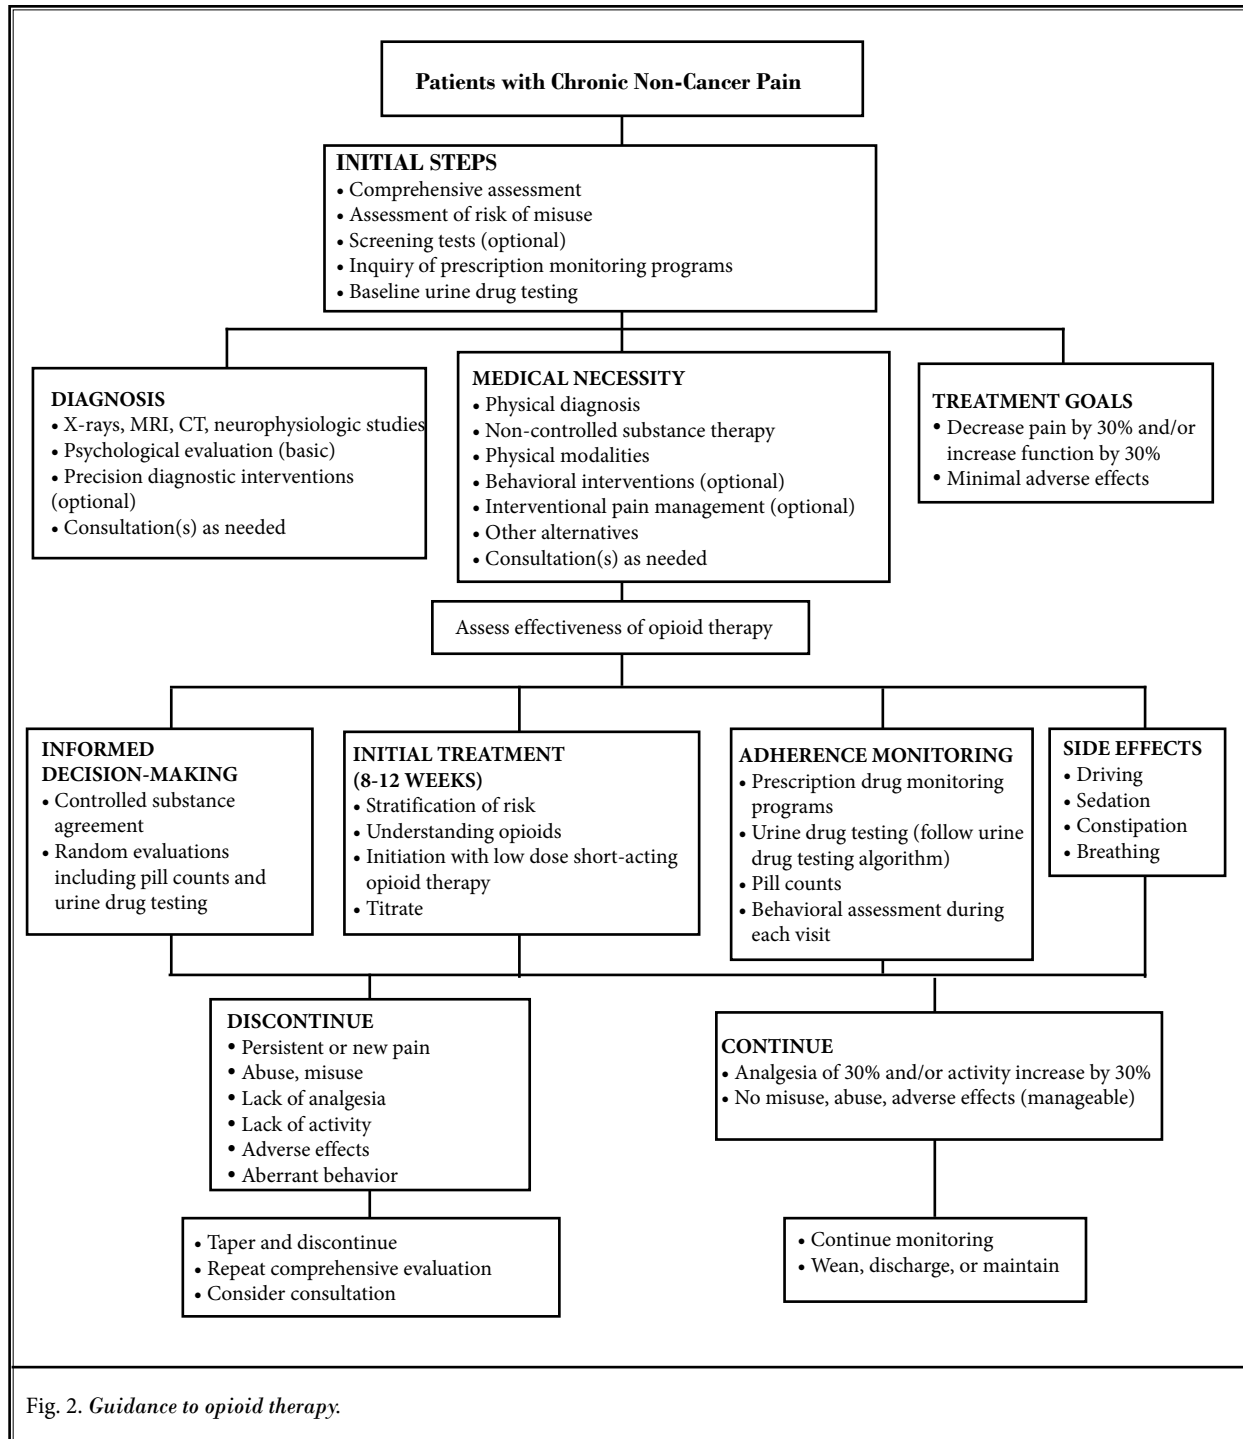 Patients with Chronic Non-Cancer Pain
INITIAL STEPS
• Comprehensive assessment
• Assessment of risk of misuse
• Screening tests (optional)
• Inquiry of prescription monitoring programs
• Baseline urine drug testing
DIAGNOSIS
• X-rays, MRI, CT, neurophysiologic studies
• Psychological evaluation (basic)
• Precision diagnostic interventions
(optional)
• Consultation(s) as needed
MEDICAL NECESSITY
• Physical diagnosis
• Non-controlled substance therapy
• Physical modalities
• Behavioral interventions (optional)
• Interventional pain management (optional)
• Other alternatives
• Consultation(s) as needed
TREATMENT GOALS
• Decrease pain by 30% and/or
increase function by 30%
• Minimal adverse effects
Assess effectiveness of opioid therapy
INFORMED
DECISION-MAKING
• Controlled substance
agreement
• Random evaluations
including pill counts and
urine drug testing
INITIAL TREATMENT
(8-12 WEEKS)
• Stratification of risk
• Understanding opioids
• Initiation with low dose short-acting
opioid therapy
• Titrate
ADHERENCE MONITORING
• Prescription drug monitoring
programs
• Urine drug testing (follow urine
drug testing algorithm)
• Pill counts
• Behavioral assessment during
each visit
SIDE EFFECTS
• Driving
• Sedation
• Constipation
• Breathing
DISCONTINUE
• Persistent or new pain
• Abuse, misuse
• Lack of analgesia
• Lack of activity
• Adverse effects
• Aberrant behavior
CONTINUE
• Analgesia of 30% and/or activity increase by 30%
• No misuse, abuse, adverse effects (manageable)
• Taper and discontinue
• Repeat comprehensive evaluation
• Consider consultation
• Continue monitoring
• Wean, discharge, or maintain
Fig. 2. Guidance to opioid therapy.